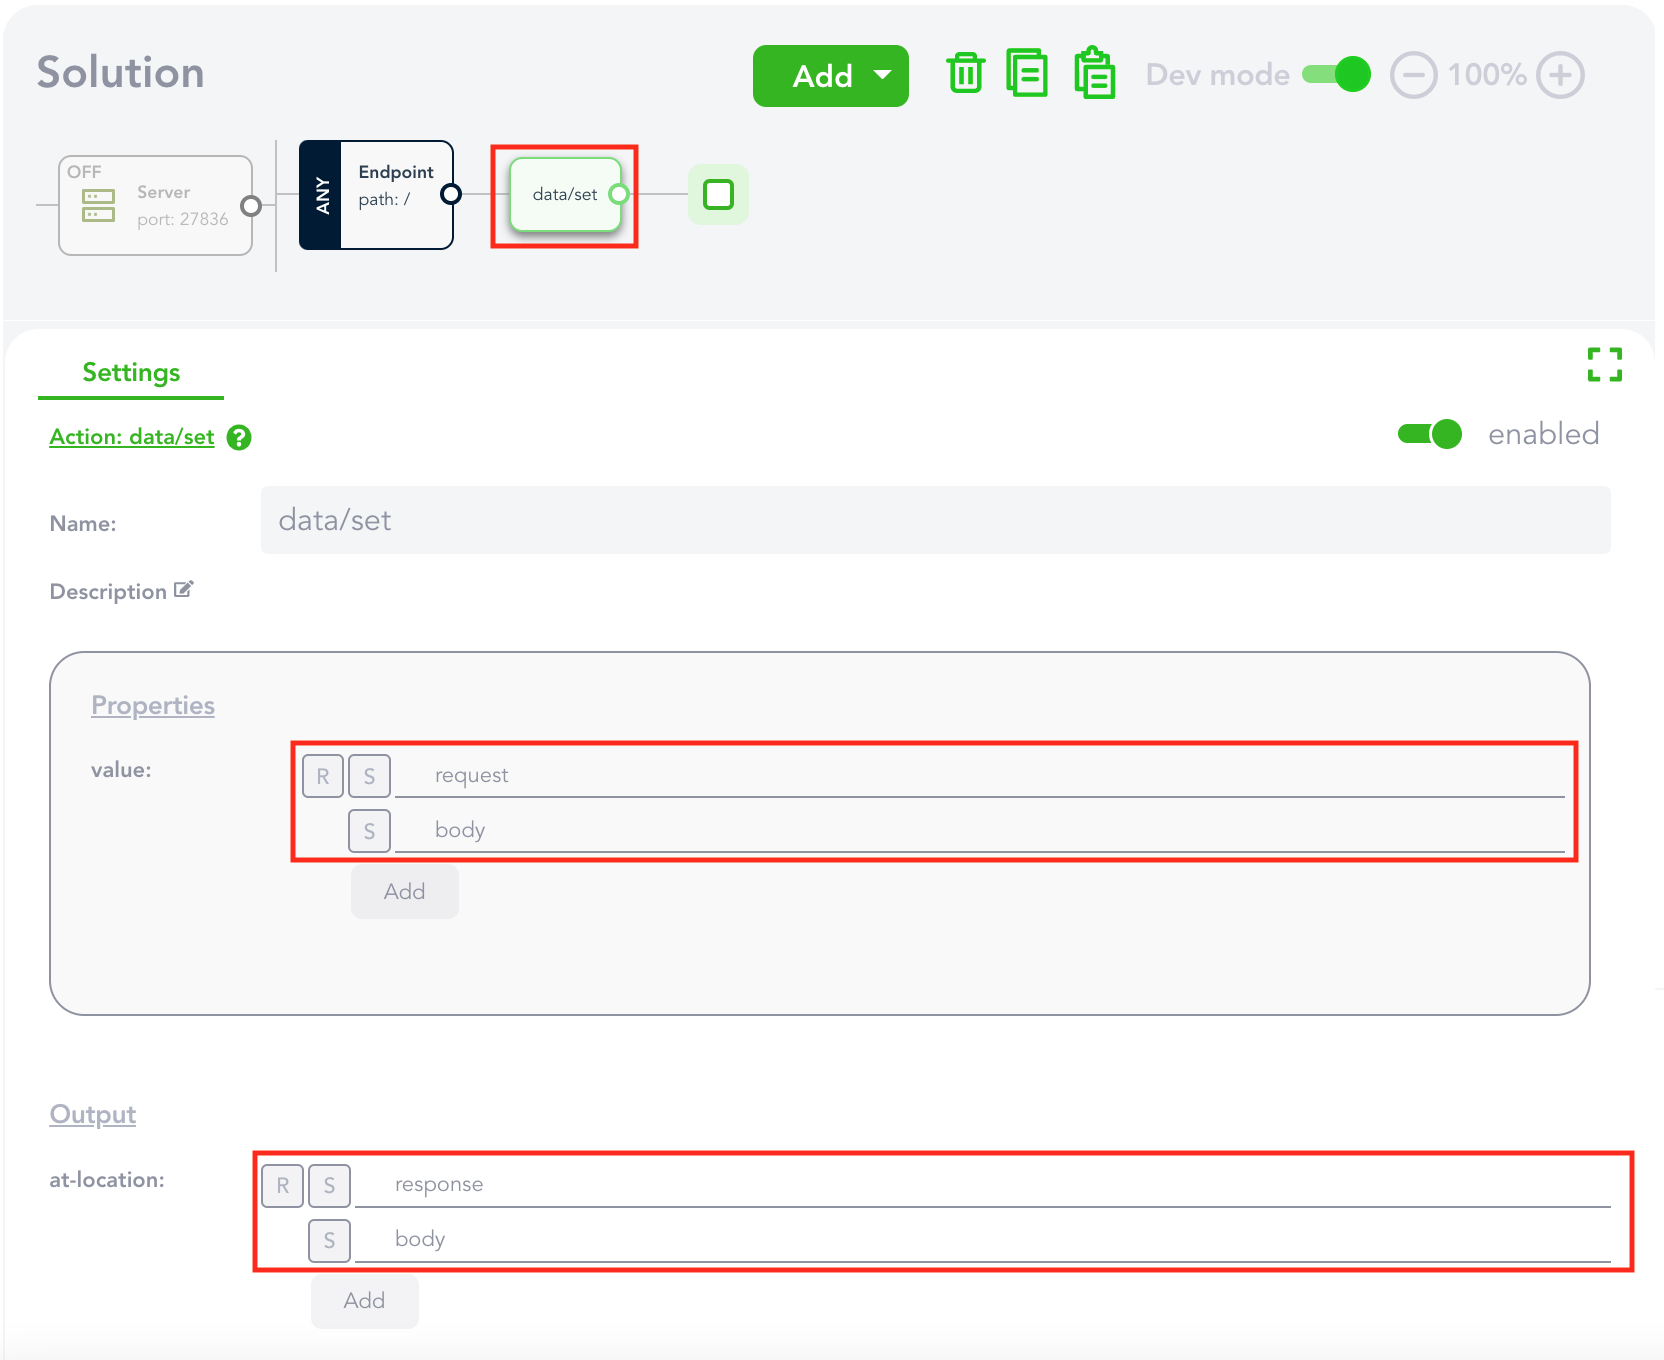 Solution
Add
Dev mode
100%
OFF
Server
port: 27836
ANY
Endpoint
path: /
data/set
Settings
Action: data/set ?
enabled
Name:
data/set
Description
Properties
value:
R S request
S body
Add
Output
at-location:
R S response
S body
Add